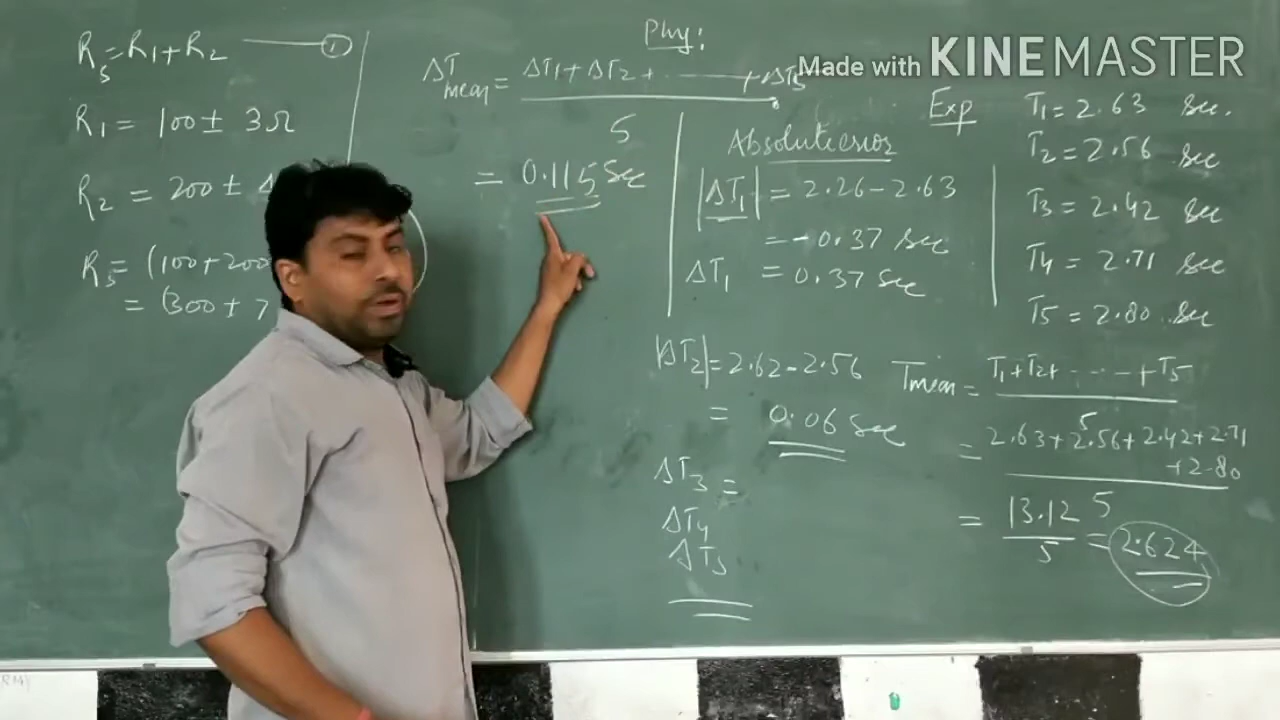 Made with KINEMASTER
Phy:
R_S = R1 + R2 ——— ①
R1 = 100 ± 3Ω
R2 = 200 ±
R_S = (100 + 200
= (300 + 7
ΔT mean = ΔT1 + ΔT2 + ------ + ΔT5
5
= 0.115 Sec
Absolute error
|ΔT1| = 2.26 - 2.63
= -0.37 Sec
ΔT1 = 0.37 Sec
|ΔT2| = 2.62 - 2.56
= 0.06 Sec
ΔT3 =
ΔT4
ΔT5
Exp T1 = 2.63 Sec.
T2 = 2.56 Sec
T3 = 2.42 Sec
T4 = 2.71 Sec
T5 = 2.80 Sec
Tmean = T1 + T2 + ----- + T5
5
= 2.63 + 2.56 + 2.42 + 2.71
+ 2.80
5
= 13.12
5
= 2.624